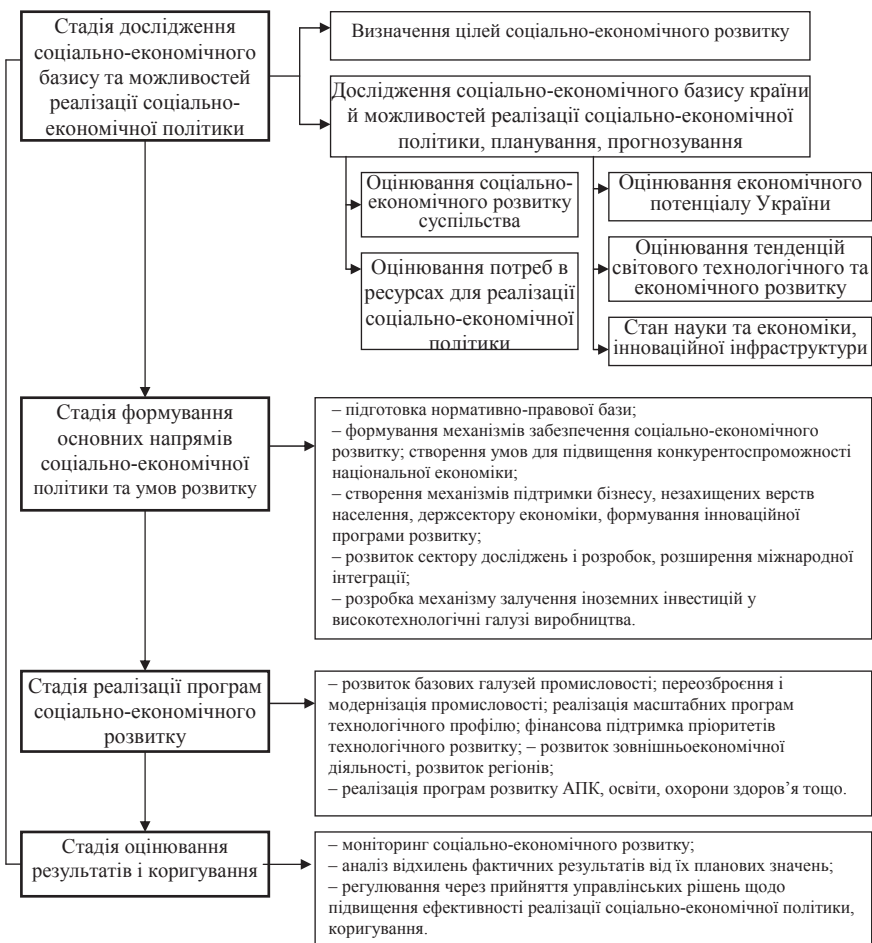 Стадія дослідження
соціально-економічного
базису та можливостей
реалізації соціально-
економічної політики
Визначення цілей соціально-економічного розвитку
Дослідження соціально-економічного базису країни
й можливостей реалізації соціально-економічної
політики, планування, прогнозування
Оцінювання соціально-
економічного розвитку
суспільства
Оцінювання потреб в
ресурсах для реалізації
соціально-економічної
політики
Оцінювання економічного
потенціалу України
Оцінювання тенденцій
світового технологічного та
економічного розвитку
Стан науки та економіки,
інноваційної інфраструктури
Стадія формування
основних напрямів
соціально-економічної
політики та умов розвитку
– підготовка нормативно-правової бази;
– формування механізмів забезпечення соціально-економічного
розвитку; створення умов для підвищення конкурентоспроможності
національної економіки;
– створення механізмів підтримки бізнесу, незахищених верств
населення, держсектору економіки, формування інноваційної
програми розвитку;
– розвиток сектору досліджень і розробок, розширення міжнародної
інтеграції;
– розробка механізму залучення іноземних інвестицій у
високотехнологічні галузі виробництва.
Стадія реалізації програм
соціально-економічного
розвитку
– розвиток базових галузей промисловості; переозброєння і
модернізація промисловості; реалізація масштабних програм
технологічного профілю; фінансова підтримка пріоритетів
технологічного розвитку; – розвиток зовнішньоекономічної
діяльності, розвиток регіонів;
– реалізація програм розвитку АПК, освіти, охорони здоров’я тощо.
Стадія оцінювання
результатів і коригування
– моніторинг соціально-економічного розвитку;
– аналіз відхилень фактичних результатів від їх планових значень;
– регулювання через прийняття управлінських рішень щодо
підвищення ефективності реалізації соціально-економічної політики,
коригування.